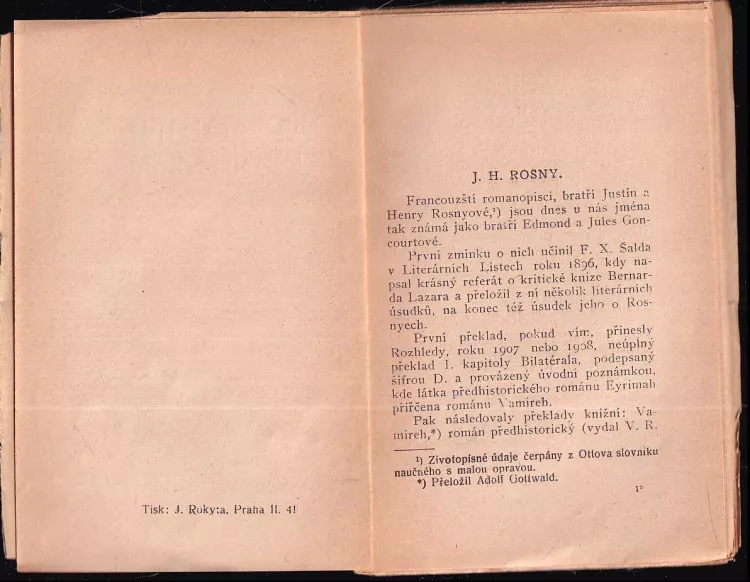 Tisk: J. Rokyta, Praha II. 41
J. H. ROSNY.
Francouzští romanopisci, bratří Justin a
Henry Rosnyové,¹) jsou dnes u nás jména
tak známá jako bratří Edmond a Jules Gon-
courtové.
První zmínku o nich učinil F. X. Šalda
v Literárních Listech roku 1896, kdy na-
psal krásný referát o kritické knize Bernar-
da Lazara a přeložil z ní několik literárních
úsudků, na konec též úsudek jeho o Ros-
nyech.
První překlad, pokud vím, přinesly
Rozhledy, roku 1907 nebo 1908, neúplný
překlad I. kapitoly Bilatérala, podepsaný
šifrou D. a provázený úvodní poznámkou,
kde látka předhistorického románu Eyrimah
přiřčena románu Vamireh.
Pak následovaly překlady knižní: Va-
mireh,*) román předhistorický (vydal V. R.
¹) Zivotopisné údaje čerpány z Ottova slovníku
naučného s malou opravou.
*) Přeložil Adolf Gottwald.